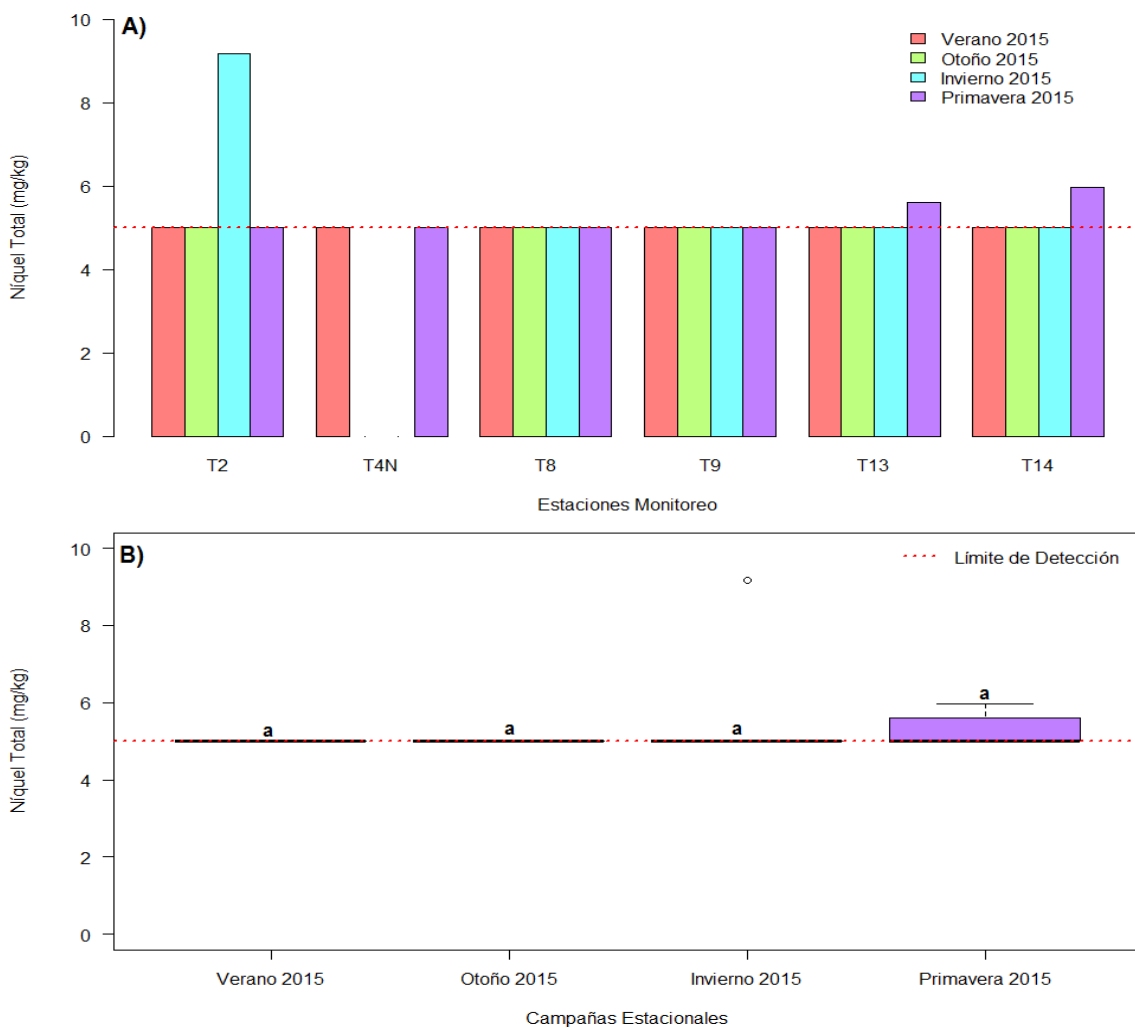 A)
Verano 2015
Otoño 2015
Invierno 2015
Primavera 2015
Níquel Total (mg/kg)
10
8
6
4
2
0
T2 T4N T8 T9 T13 T14
Estaciones Monitoreo
B)
Límite de Detección
Níquel Total (mg/kg)
10
8
6
4
2
0
a a a a
Verano 2015 Otoño 2015 Invierno 2015 Primavera 2015
Campañas Estacionales